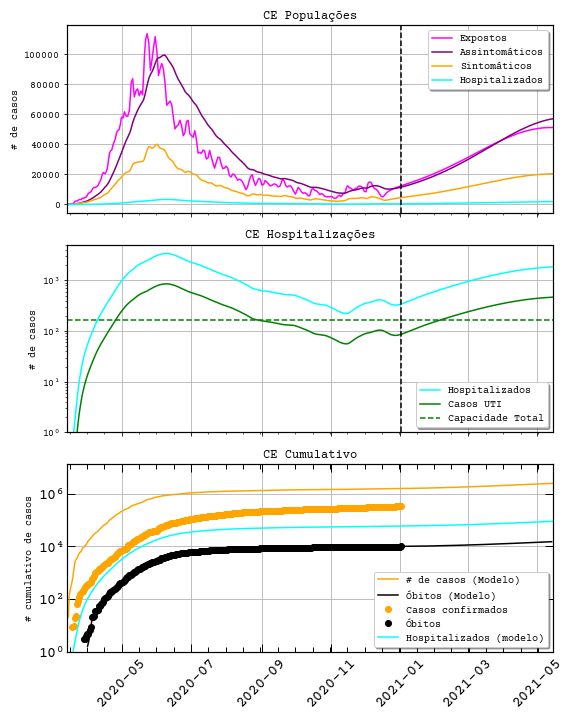 CE Populações
# de casos
100000
80000
60000
40000
20000
0
Expostos
Assintomáticos
Sintomáticos
Hospitalizados
CE Hospitalizações
# de casos
10³
10²
10¹
10⁰
Hospitalizados
Casos UTI
Capacidade Total
CE Cumulativo
# cumulativo de casos
10⁶
10⁴
10²
10⁰
# de casos (Modelo)
Óbitos (Modelo)
Casos confirmados
Óbitos
Hospitalizados (modelo)
2020-05
2020-07
2020-09
2020-11
2021-01
2021-03
2021-05